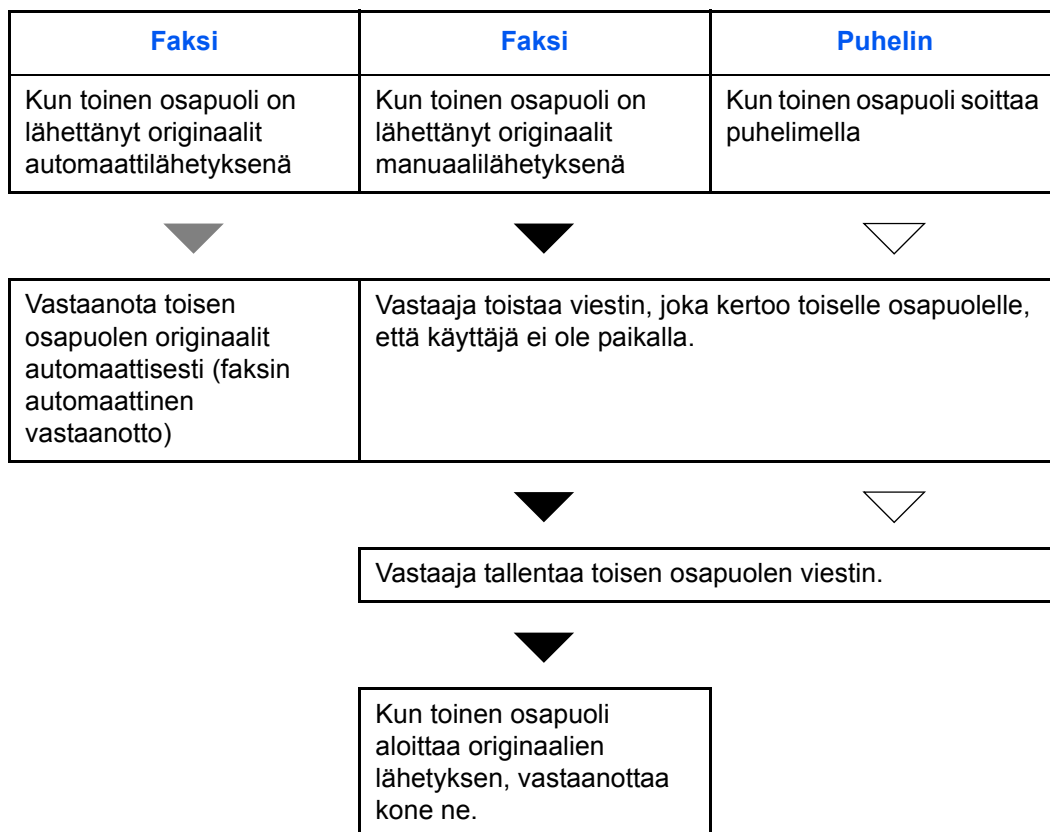 Faksi
Faksi
Puhelin
Kun toinen osapuoli on
lähettänyt originaalit
automaattilähetyksenä
Kun toinen osapuoli on
lähettänyt originaalit
manuaalilähetyksenä
Kun toinen osapuoli soittaa
puhelimella
Vastaanota toisen
osapuolen originaalit
automaattisesti (faksin
automaattinen
vastaanotto)
Vastaaja toistaa viestin, joka kertoo toiselle osapuolelle,
että käyttäjä ei ole paikalla.
Vastaaja tallentaa toisen osapuolen viestin.
Kun toinen osapuoli
aloittaa originaalien
lähetyksen, vastaanottaa
kone ne.